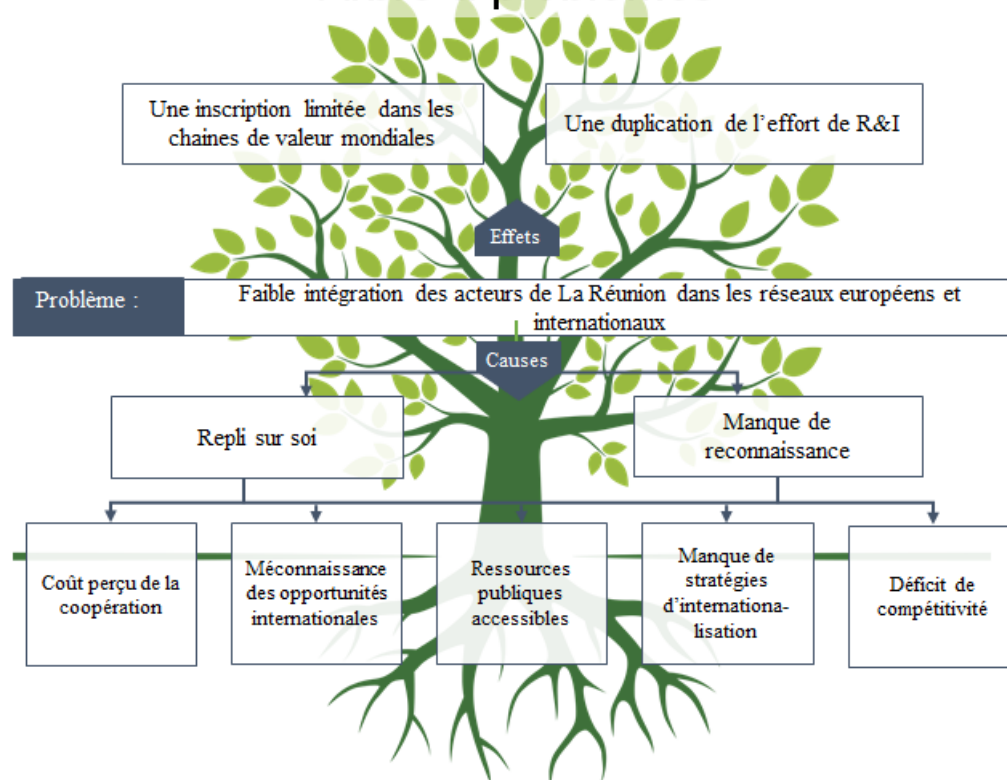 Une inscription limitée dans les
chaines de valeur mondiales
Une duplication de l'effort de R&I
Effets
Problème :
Faible intégration des acteurs de La Réunion dans les réseaux européens et
internationaux
Causes
Repli sur soi
Manque de
reconnaissance
Coût perçu de la
coopération
Méconnaissance
des opportunités
internationales
Ressources
publiques
accessibles
Manque de
stratégies
d'internationa-
lisation
Déficit de
compétitivité